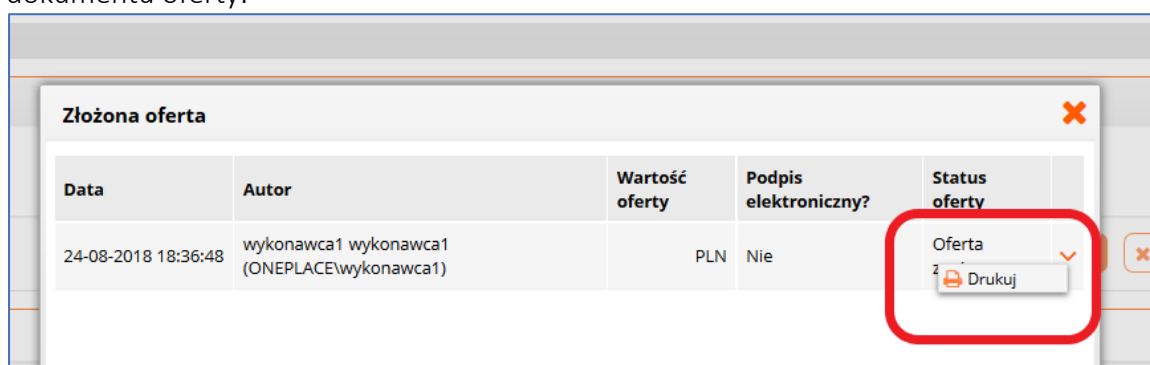 dokumentu oferty.
Złożona oferta
Data Autor Wartość oferty Podpis elektroniczny? Status oferty
24-08-2018 18:36:48 wykonawca1 wykonawca1 (ONEPLACE\wykonawca1) PLN Nie Oferta
Drukuj